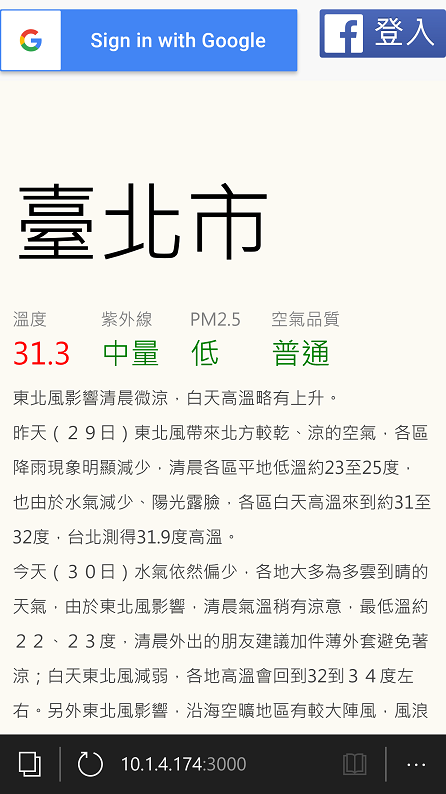 Sign in with Google
登入
臺北市
溫度 紫外線 PM2.5 空氣品質
31.3 中量 低 普通
東北風影響清晨微涼，白天高溫略有上升。
昨天（２９日）東北風帶來北方較乾、涼的空氣，各區
降雨現象明顯減少，清晨各區平地低溫約23至25度，
也由於水氣減少、陽光露臉，各區白天高溫來到約31至
32度，台北測得31.9度高溫。
今天（３０日）水氣依然偏少，各地大多為多雲到晴的
天氣，由於東北風影響，清晨氣溫稍有涼意，最低溫約
２２、２３度，清晨外出的朋友建議加件薄外套避免著
涼；白天東北風減弱，各地高溫會回到32到３４度左
右。另外東北風影響，沿海空曠地區有較大陣風，風浪
10.1.4.174:3000